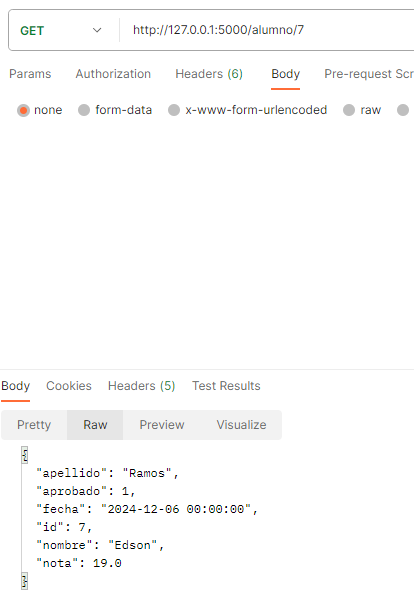 GET http://127.0.0.1:5000/alumno/7
Params Authorization Headers (6) Body Pre-request Scr
none form-data x-www-form-urlencoded raw
Body Cookies Headers (5) Test Results
Pretty Raw Preview Visualize
{
"apellido": "Ramos",
"aprobado": 1,
"fecha": "2024-12-06 00:00:00",
"id": 7,
"nombre": "Edson",
"nota": 19.0
}